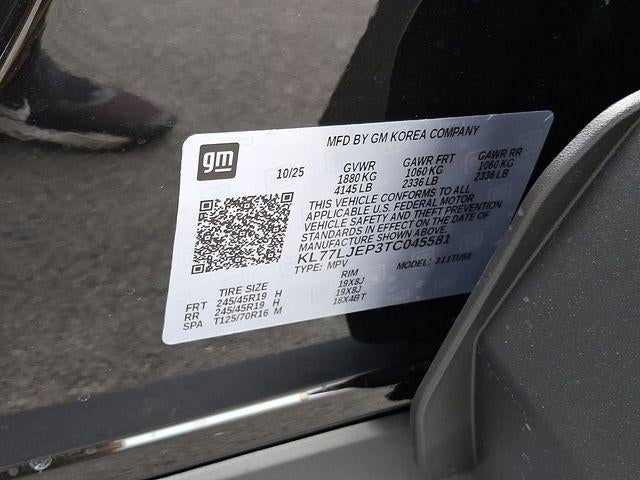 gm
MFD BY GM KOREA COMPANY
10/25 GVWR GAWR FRT GAWR RR
1880 KG 1060 KG 1060 KG
4145 LB 2336 LB 2336 LB
THIS VEHICLE CONFORMS TO ALL
APPLICABLE U.S. FEDERAL MOTOR
VEHICLE SAFETY AND THEFT PREVENTION
STANDARDS IN EFFECT ON THE DATE OF
MANUFACTURE SHOWN ABOVE.
KL77LJEP3TC045581
TYPE: MPV MODEL: 311TU58
TIRE SIZE RIM
FRT 245/45R19 H 19X8J
RR 245/45R19 H 19X8J
SPA T125/70R16 M 16X4BT